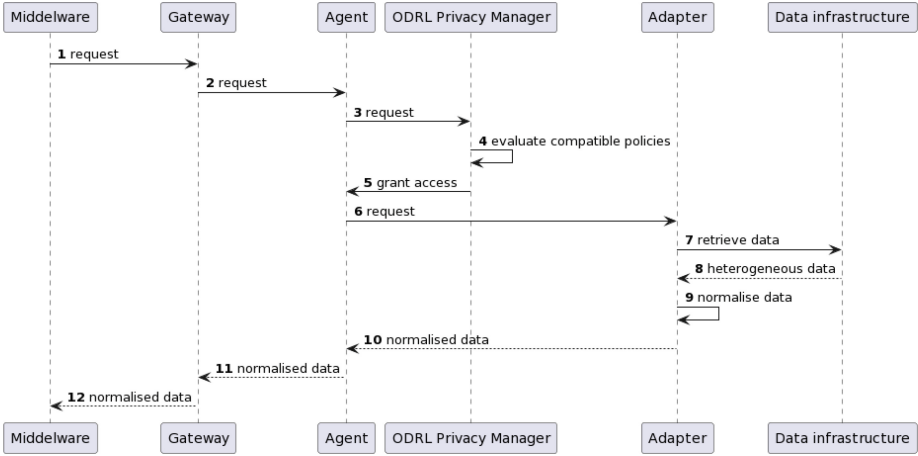 Middelware Gateway Agent ODRL Privacy Manager Adapter Data infrastructure
1 request
2 request
3 request
4 evaluate compatible policies
5 grant access
6 request
7 retrieve data
8 heterogeneous data
9 normalise data
10 normalised data
11 normalised data
12 normalised data
Middelware Gateway Agent ODRL Privacy Manager Adapter Data infrastructure